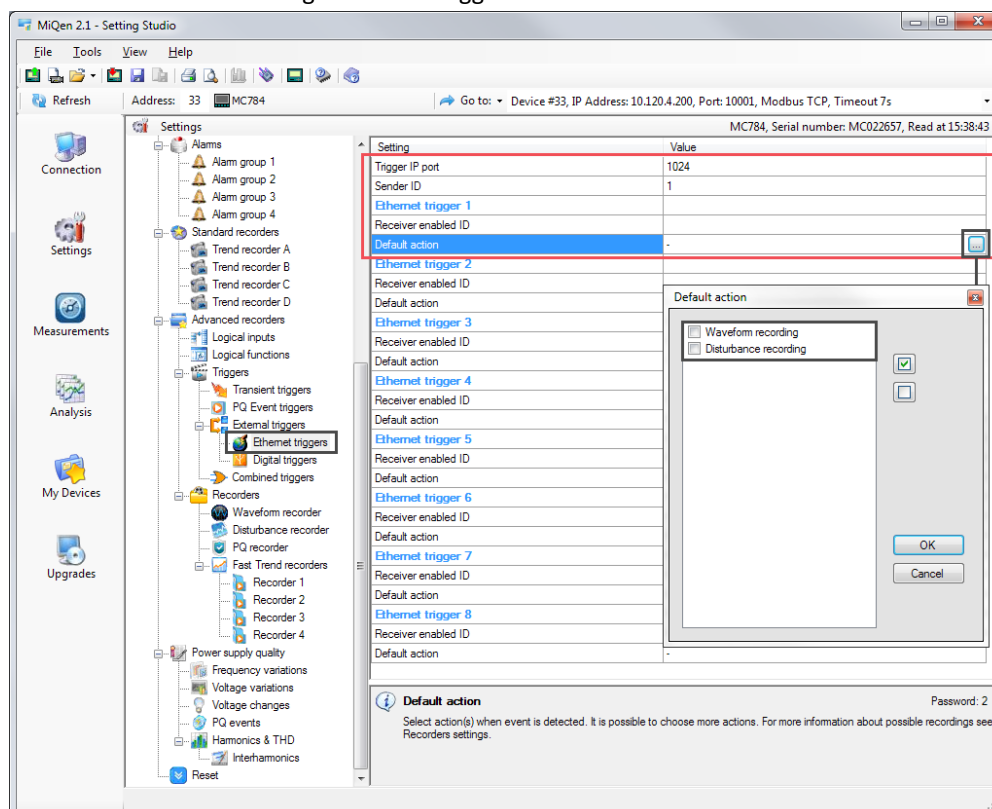 MiQen 2.1 - Setting Studio
File Tools View Help
Refresh Address: 33 MC784 Go to: Device #33, IP Address: 10.120.4.200, Port: 10001, Modbus TCP, Timeout 7s
Settings MC784, Serial number: MC022657, Read at 15:38:43
Connection
Settings
Measurements
Analysis
My Devices
Upgrades
Alarms
Alarm group 1
Alarm group 2
Alarm group 3
Alarm group 4
Standard recorders
Trend recorder A
Trend recorder B
Trend recorder C
Trend recorder D
Advanced recorders
Logical inputs
Logical functions
Triggers
Transient triggers
PQ Event triggers
External triggers
Ethernet triggers
Digital triggers
Combined triggers
Recorders
Waveform recorder
Disturbance recorder
PQ recorder
Fast Trend recorders
Recorder 1
Recorder 2
Recorder 3
Recorder 4
Power supply quality
Frequency variations
Voltage variations
Voltage changes
PQ events
Harmonics & THD
Interharmonics
Reset
Setting Value
Trigger IP port 1024
Sender ID 1
Ethernet trigger 1
Receiver enabled ID
Default action - ...
Ethernet trigger 2
Receiver enabled ID
Default action
Ethernet trigger 3
Receiver enabled ID
Default action
Ethernet trigger 4
Receiver enabled ID
Default action
Ethernet trigger 5
Receiver enabled ID
Default action
Ethernet trigger 6
Receiver enabled ID
Default action
Ethernet trigger 7
Receiver enabled ID
Default action
Ethernet trigger 8
Receiver enabled ID
Default action -
Default action
Waveform recording
Disturbance recording
OK
Cancel
Default action Password: 2
Select action(s) when event is detected. It is possible to choose more actions. For more information about possible recordings see
Recorders settings.